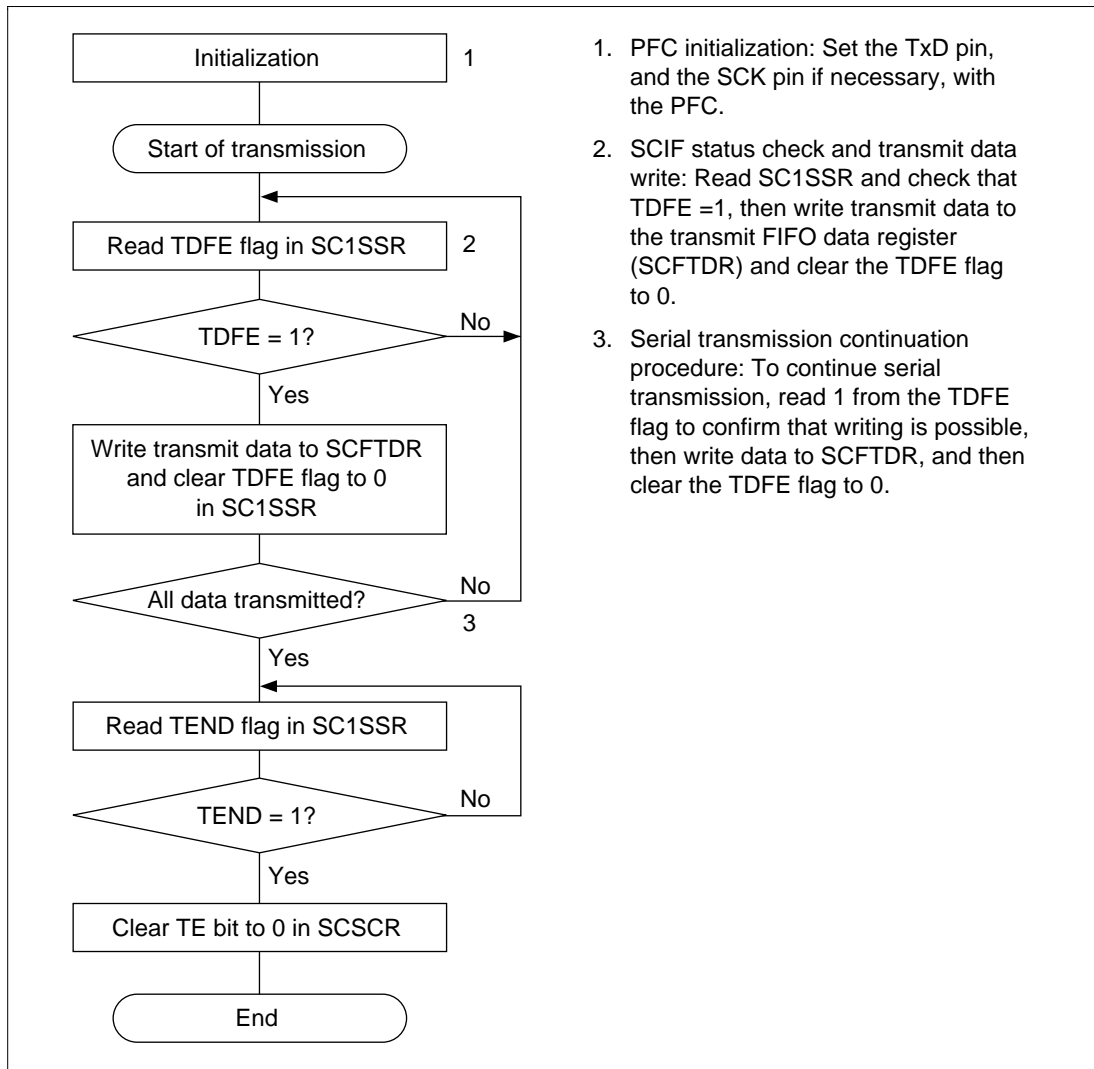 Initialization
1
Start of transmission
Read TDFE flag in SC1SSR
2
TDFE = 1?
No
Yes
Write transmit data to SCFTDR
and clear TDFE flag to 0
in SC1SSR
All data transmitted?
No
3
Yes
Read TEND flag in SC1SSR
TEND = 1?
No
Yes
Clear TE bit to 0 in SCSCR
End
1. PFC initialization: Set the TxD pin,
and the SCK pin if necessary, with
the PFC.
2. SCIF status check and transmit data
write: Read SC1SSR and check that
TDFE =1, then write transmit data to
the transmit FIFO data register
(SCFTDR) and clear the TDFE flag
to 0.
3. Serial transmission continuation
procedure: To continue serial
transmission, read 1 from the TDFE
flag to confirm that writing is possible,
then write data to SCFTDR, and then
clear the TDFE flag to 0.